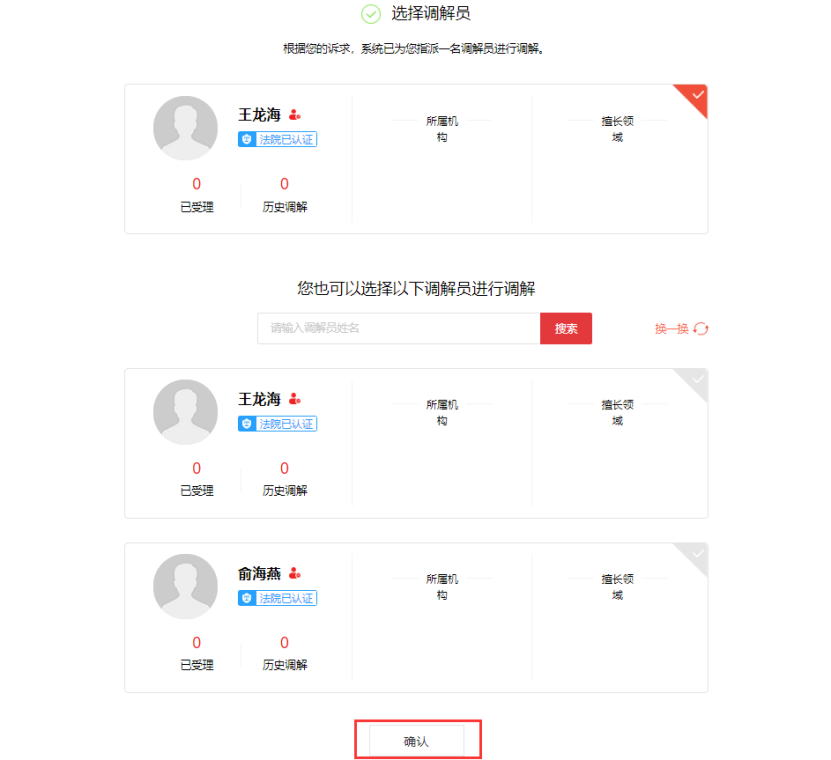 选择调解员
根据您的诉求，系统已为您指派一名调解员进行调解。
王龙海
法院已认证
0
已受理
0
历史调解
所属机
构
擅长领
域
您也可以选择以下调解员进行调解
请输入调解员姓名
搜索
换一换
王龙海
法院已认证
0
已受理
0
历史调解
所属机
构
擅长领
域
俞海燕
法院已认证
0
已受理
0
历史调解
所属机
构
擅长领
域
确认